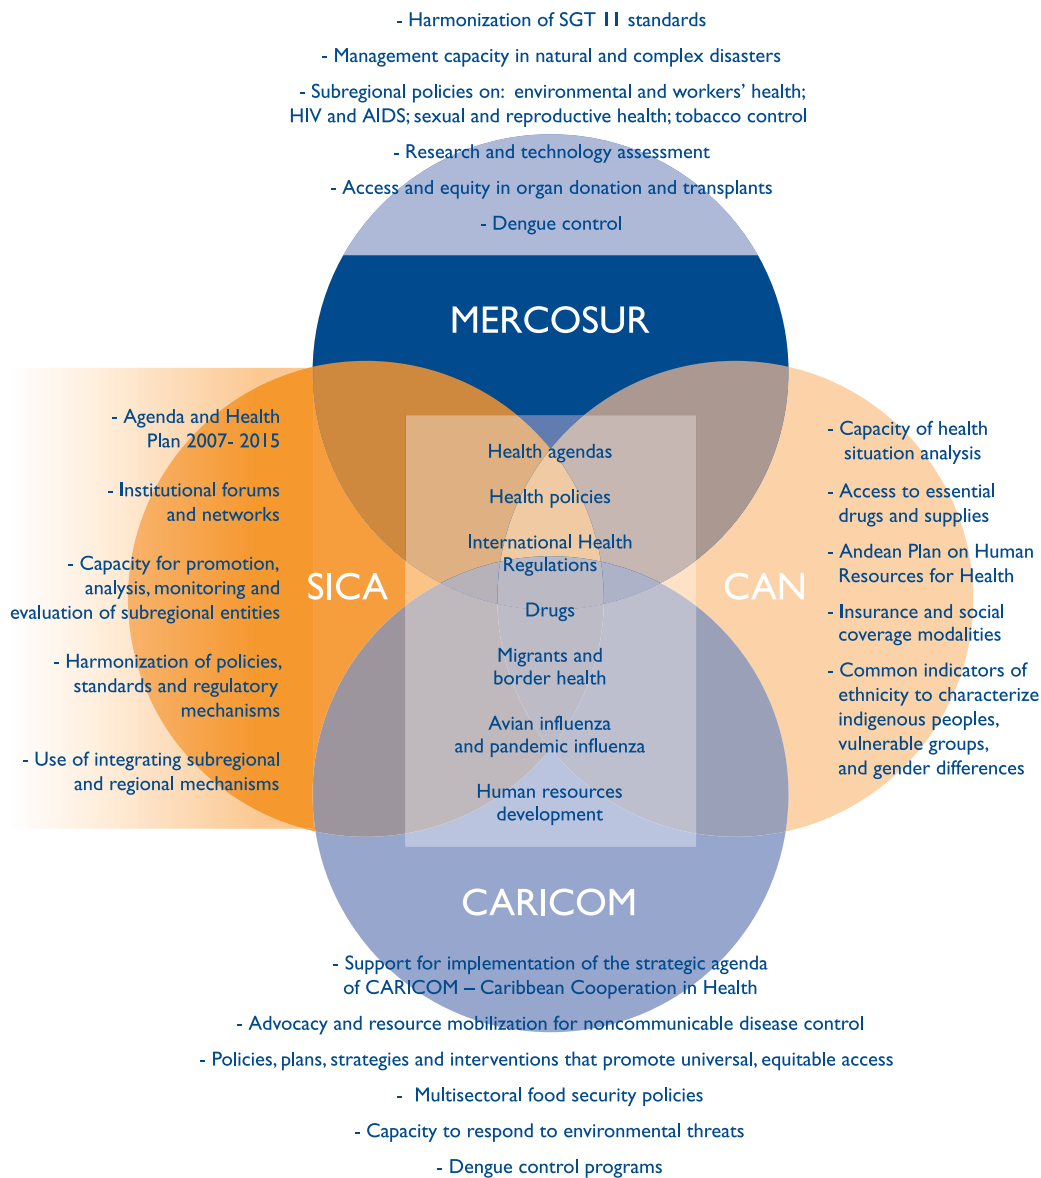 - Harmonization of SGT 11 standards
- Management capacity in natural and complex disasters
- Subregional policies on: environmental and workers' health;
HIV and AIDS; sexual and reproductive health; tobacco control
- Research and technology assessment
- Access and equity in organ donation and transplants
- Dengue control
MERCOSUR
- Agenda and Health
Plan 2007- 2015
- Institutional forums
and networks
- Capacity for promotion,
analysis, monitoring and
evaluation of subregional entities
- Harmonization of policies,
standards and regulatory
mechanisms
- Use of integrating subregional
and regional mechanisms
SICA
Health agendas
Health policies
International Health
Regulations
Drugs
Migrants and
border health
Avian influenza
and pandemic influenza
Human resources
development
CAN
- Capacity of health
situation analysis
- Access to essential
drugs and supplies
- Andean Plan on Human
Resources for Health
- Insurance and social
coverage modalities
- Common indicators of
ethnicity to characterize
indigenous peoples,
vulnerable groups,
and gender differences
CARICOM
- Support for implementation of the strategic agenda
of CARICOM – Caribbean Cooperation in Health
- Advocacy and resource mobilization for noncommunicable disease control
- Policies, plans, strategies and interventions that promote universal, equitable access
- Multisectoral food security policies
- Capacity to respond to environmental threats
- Dengue control programs